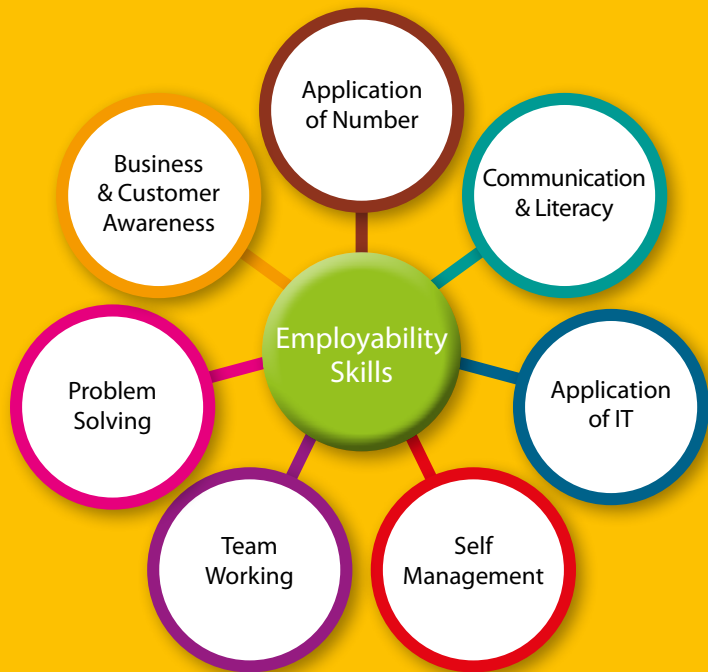 Application
of Number
Business
& Customer
Awareness
Communication
& Literacy
Employability
Skills
Problem
Solving
Application
of IT
Team
Working
Self
Management